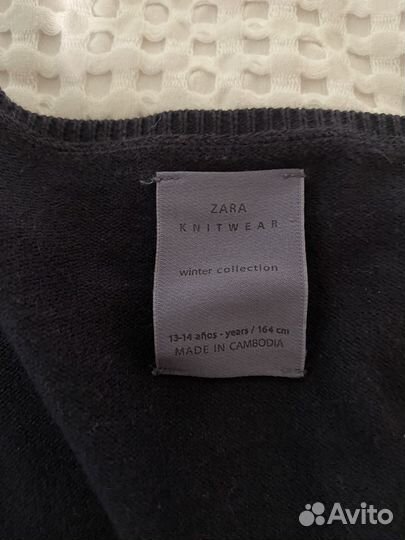 ZARA
KNITWEAR
winter collection
13-14 años - years / 164 cm
MADE IN CAMBODIA
Avito